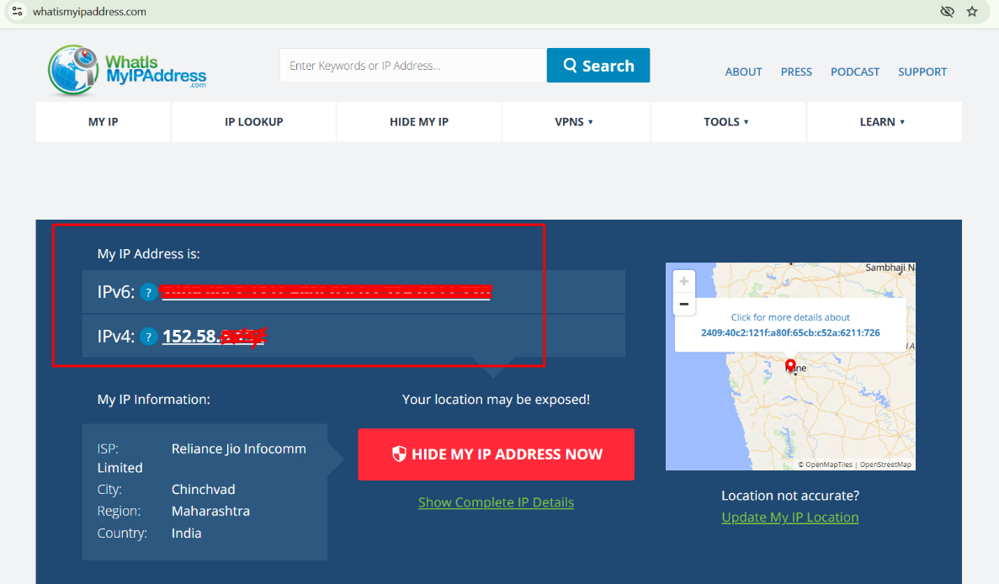 whatismyipaddress.com
WhatIs
MyIPAddress
.com
Enter Keywords or IP Address...
Search
ABOUT
PRESS
PODCAST
SUPPORT
MY IP
IP LOOKUP
HIDE MY IP
VPNS
TOOLS
LEARN
My IP Address is:
IPv6: ?
IPv4: ? 152.58.
My IP Information:
ISP: Reliance Jio Infocomm
Limited
City: Chinchvad
Region: Maharashtra
Country: India
Your location may be exposed!
HIDE MY IP ADDRESS NOW
Show Complete IP Details
Sambhaji
+
−
Click for more details about
2409:40c2:121f:a80f:65cb:c52a:6211:726
© OpenMapTiles | OpenStreetMap
Location not accurate?
Update My IP Location